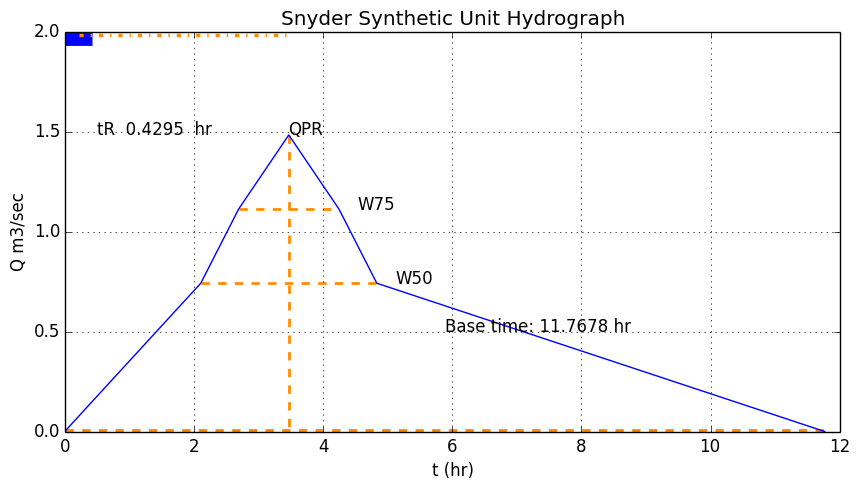 Snyder Synthetic Unit Hydrograph
2.0
tR  0.4295  hr
QPR
1.5
W75
1.0
W50
Base time: 11.7678 hr
0.5
0.0
Q m3/sec
0 2 4 6 8 10 12
t (hr)